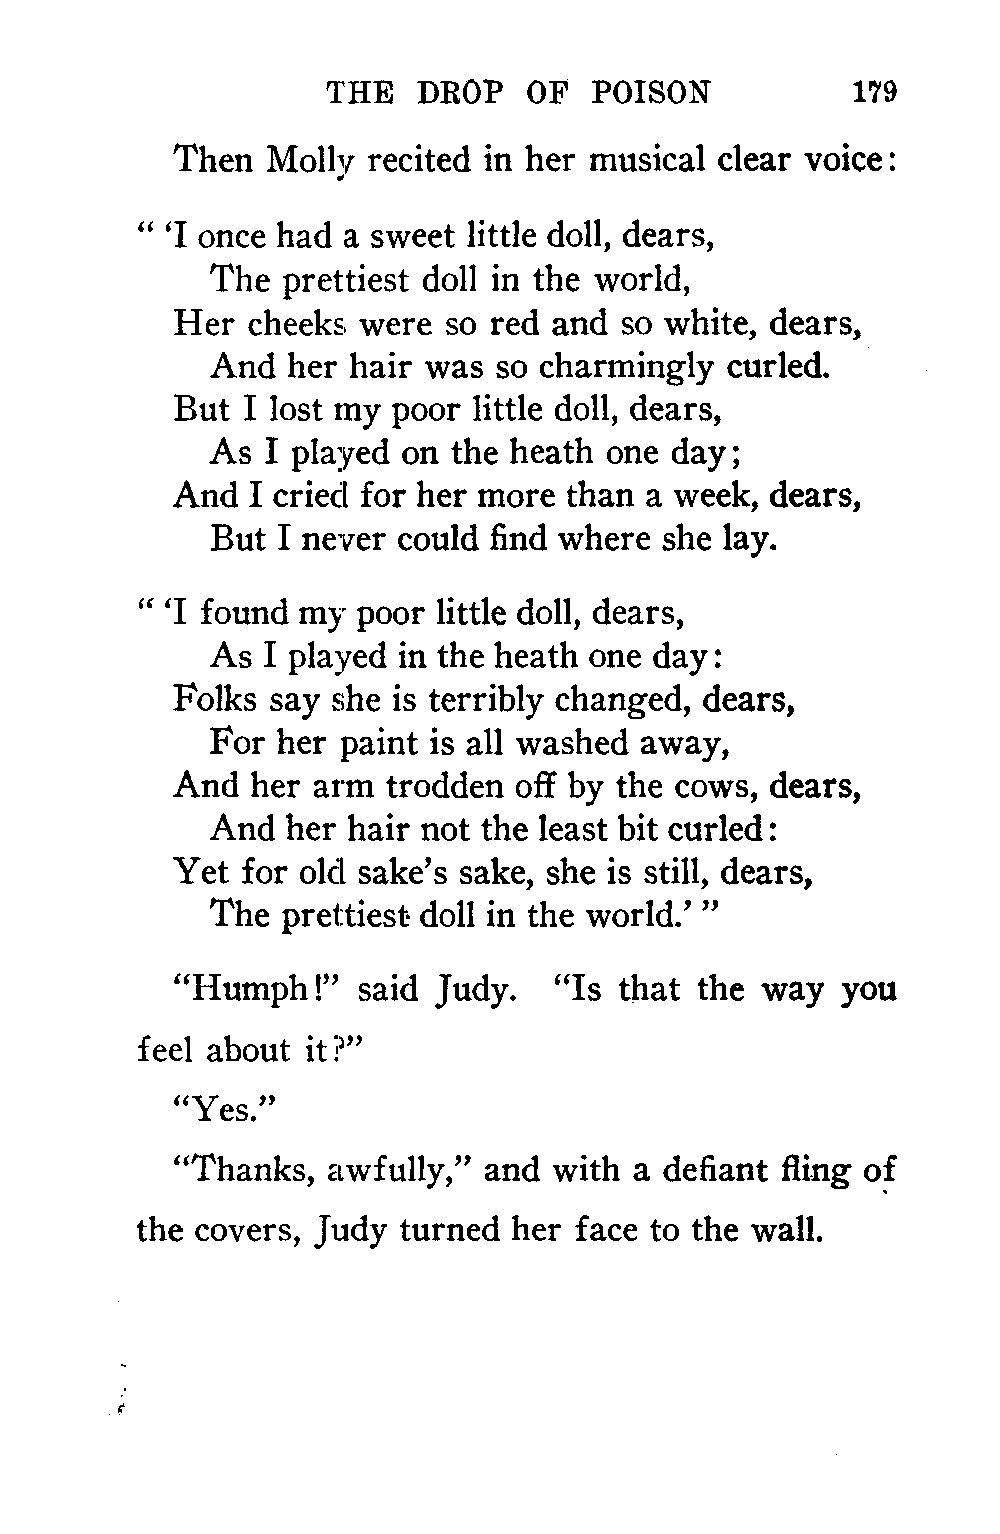 THE DROP OF POISON 179
Then Molly recited in her musical clear voice:
“ ‘I once had a sweet little doll, dears,
The prettiest doll in the world,
Her cheeks were so red and so white, dears,
And her hair was so charmingly curled.
But I lost my poor little doll, dears,
As I played on the heath one day;
And I cried for her more than a week, dears,
But I never could find where she lay.
“ ‘I found my poor little doll, dears,
As I played in the heath one day:
Folks say she is terribly changed, dears,
For her paint is all washed away,
And her arm trodden off by the cows, dears,
And her hair not the least bit curled:
Yet for old sake’s sake, she is still, dears,
The prettiest doll in the world.’ ”
“Humph!” said Judy. “Is that the way you
feel about it?”
“Yes.”
“Thanks, awfully,” and with a defiant fling of
the covers, Judy turned her face to the wall.